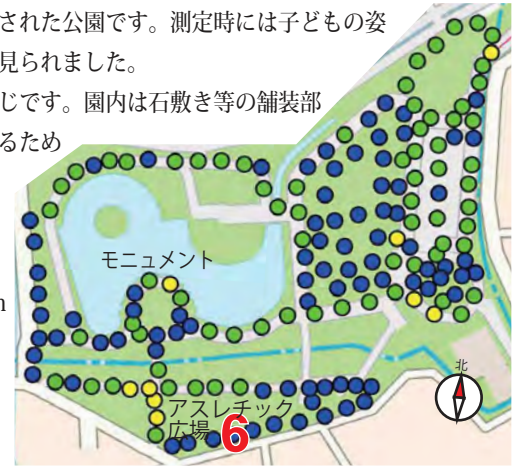 された公園です。測定時には子どもの姿
見られました。
じです。園内は石敷き等の舗装部
るため
モニュメント
n
北
アスレチック
広場
6